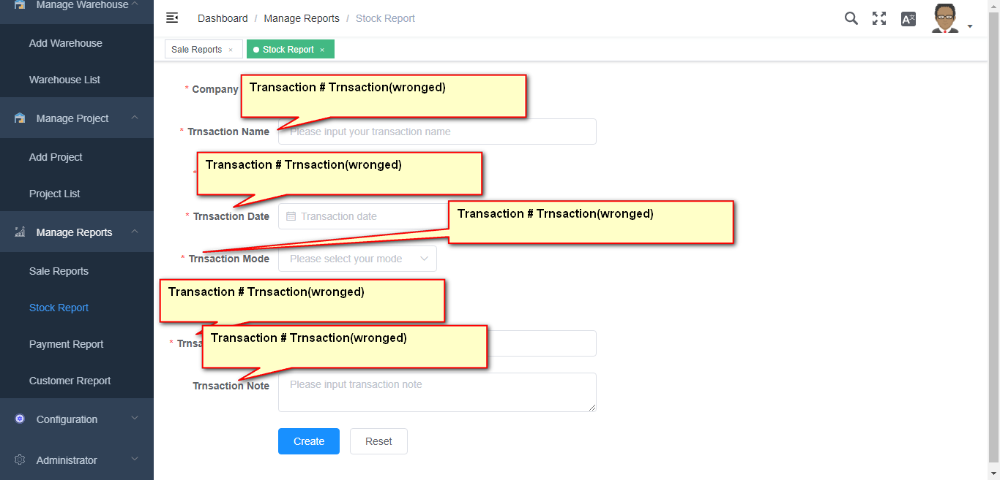 Manage Warehouse
Add Warehouse
Warehouse List
Manage Project
Add Project
Project List
Manage Reports
Sale Reports
Stock Report
Payment Report
Customer Rreport
Configuration
Administrator
Dashboard / Manage Reports / Stock Report
Sale Reports × Stock Report ×
* Company
Transaction # Trnsaction(wronged)
* Trnsaction Name Please input your transaction name
Transaction # Trnsaction(wronged)
*
* Trnsaction Date Transaction date
Transaction # Trnsaction(wronged)
* Trnsaction Mode Please select your mode
Transaction # Trnsaction(wronged)
* Trnsa
Transaction # Trnsaction(wronged)
Trnsaction Note Please input transaction note
Create Reset